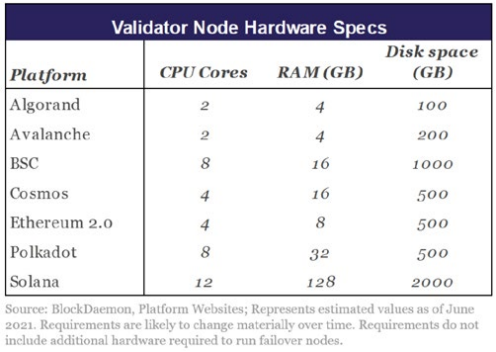 Validator Node Hardware Specs
Platform CPU Cores RAM (GB) Disk space (GB)
Algorand 2 4 100
Avalanche 2 4 200
BSC 8 16 1000
Cosmos 4 16 500
Ethereum 2.0 4 8 500
Polkadot 8 32 500
Solana 12 128 2000
Source: BlockDaemon, Platform Websites; Represents estimated values as of June
2021. Requirements are likely to change materially over time. Requirements do not
include additional hardware required to run failover nodes.